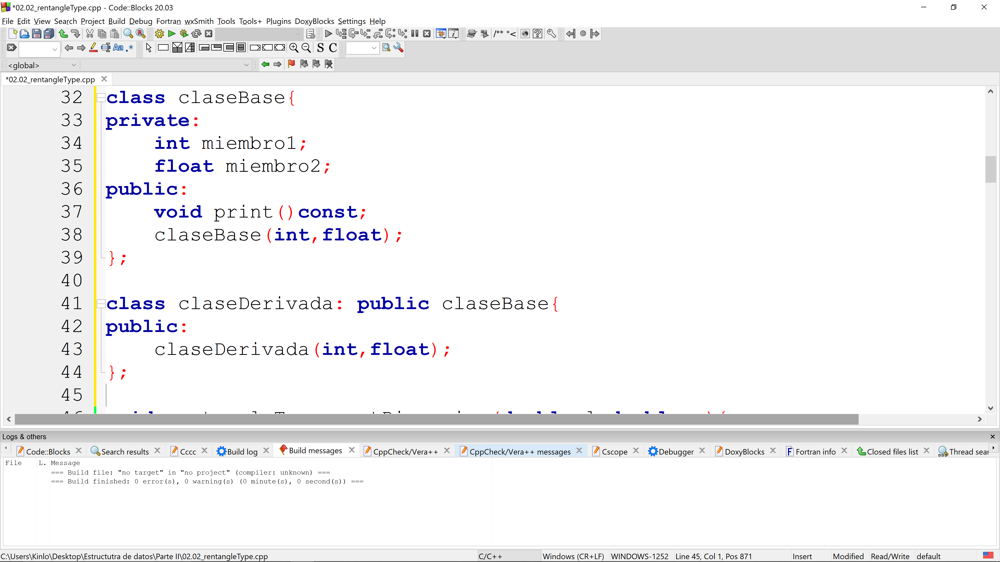 *02.02_rentangleType.cpp - Code::Blocks 20.03
File Edit View Search Project Build Debug Fortran wxSmith Tools Tools+ Plugins DoxyBlocks Settings Help
/** *<
Aa .* S C
<global>
*02.02_rentangleType.cpp
32 class claseBase{
33 private:
34 int miembro1;
35 float miembro2;
36 public:
37 void print()const;
38 claseBase(int,float);
39 };
40
41 class claseDerivada: public claseBase{
42 public:
43 claseDerivada(int,float);
44 };
45
Logs & others
Code::Blocks Search results Cccc Build log Build messages CppCheck/Vera++ CppCheck/Vera++ messages Cscope Debugger DoxyBlocks Fortran info Closed files list Thread sear
File L. Message
=== Build file: "no target" in "no project" (compiler: unknown) ===
=== Build finished: 0 error(s), 0 warning(s) (0 minute(s), 0 second(s)) ===
C:\Users\Kinlo\Desktop\Estructutra de datos\Parte II\02.02_rentangleType.cpp C/C++ Windows (CR+LF) WINDOWS-1252 Line 45, Col 1, Pos 871 Insert Modified Read/Write default